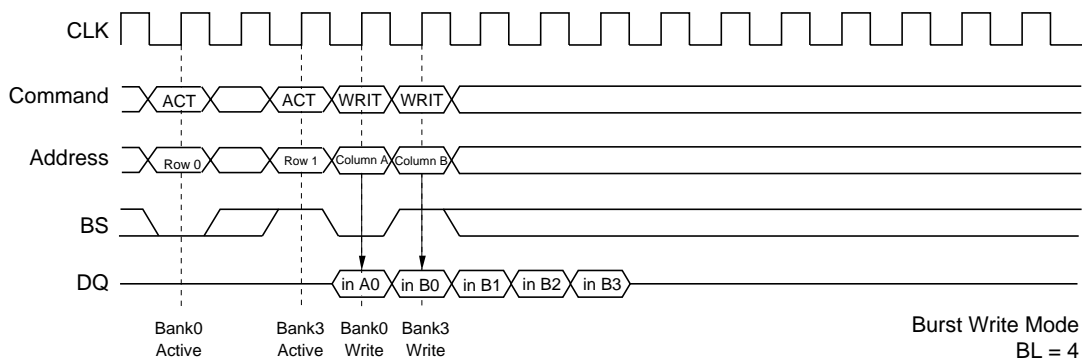 CLK
Command ACT ACT WRIT WRIT
Address Row 0 Row 1 Column A Column B
BS
DQ in A0 in B0 in B1 in B2 in B3
Bank0 Bank3 Bank0 Bank3
Active Active Write Write
Burst Write Mode
BL = 4